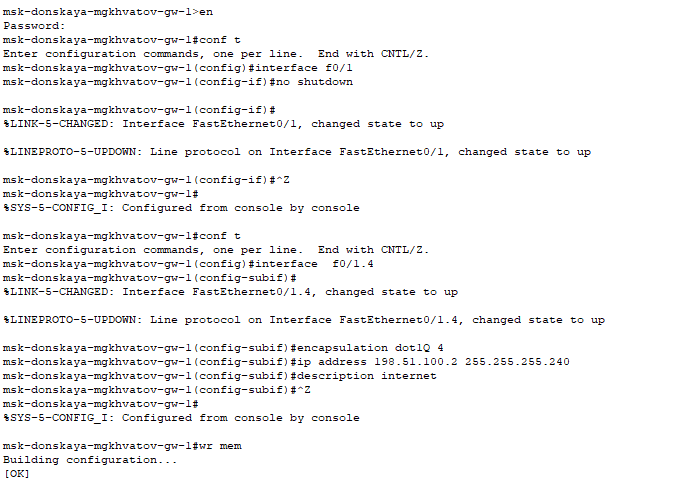 msk-donskaya-mgkhvatov-gw-1>en
Password:
msk-donskaya-mgkhvatov-gw-1#conf t
Enter configuration commands, one per line.  End with CNTL/Z.
msk-donskaya-mgkhvatov-gw-1(config)#interface f0/1
msk-donskaya-mgkhvatov-gw-1(config-if)#no shutdown
msk-donskaya-mgkhvatov-gw-1(config-if)#
%LINK-5-CHANGED: Interface FastEthernet0/1, changed state to up
%LINEPROTO-5-UPDOWN: Line protocol on Interface FastEthernet0/1, changed state to up
msk-donskaya-mgkhvatov-gw-1(config-if)#^Z
msk-donskaya-mgkhvatov-gw-1#
%SYS-5-CONFIG_I: Configured from console by console
msk-donskaya-mgkhvatov-gw-1#conf t
Enter configuration commands, one per line.  End with CNTL/Z.
msk-donskaya-mgkhvatov-gw-1(config)#interface  f0/1.4
msk-donskaya-mgkhvatov-gw-1(config-subif)#
%LINK-5-CHANGED: Interface FastEthernet0/1.4, changed state to up
%LINEPROTO-5-UPDOWN: Line protocol on Interface FastEthernet0/1.4, changed state to up
msk-donskaya-mgkhvatov-gw-1(config-subif)#encapsulation dot1Q 4
msk-donskaya-mgkhvatov-gw-1(config-subif)#ip address 198.51.100.2 255.255.255.240
msk-donskaya-mgkhvatov-gw-1(config-subif)#description internet
msk-donskaya-mgkhvatov-gw-1(config-subif)#^Z
msk-donskaya-mgkhvatov-gw-1#
%SYS-5-CONFIG_I: Configured from console by console
msk-donskaya-mgkhvatov-gw-1#wr mem
Building configuration...
[OK]